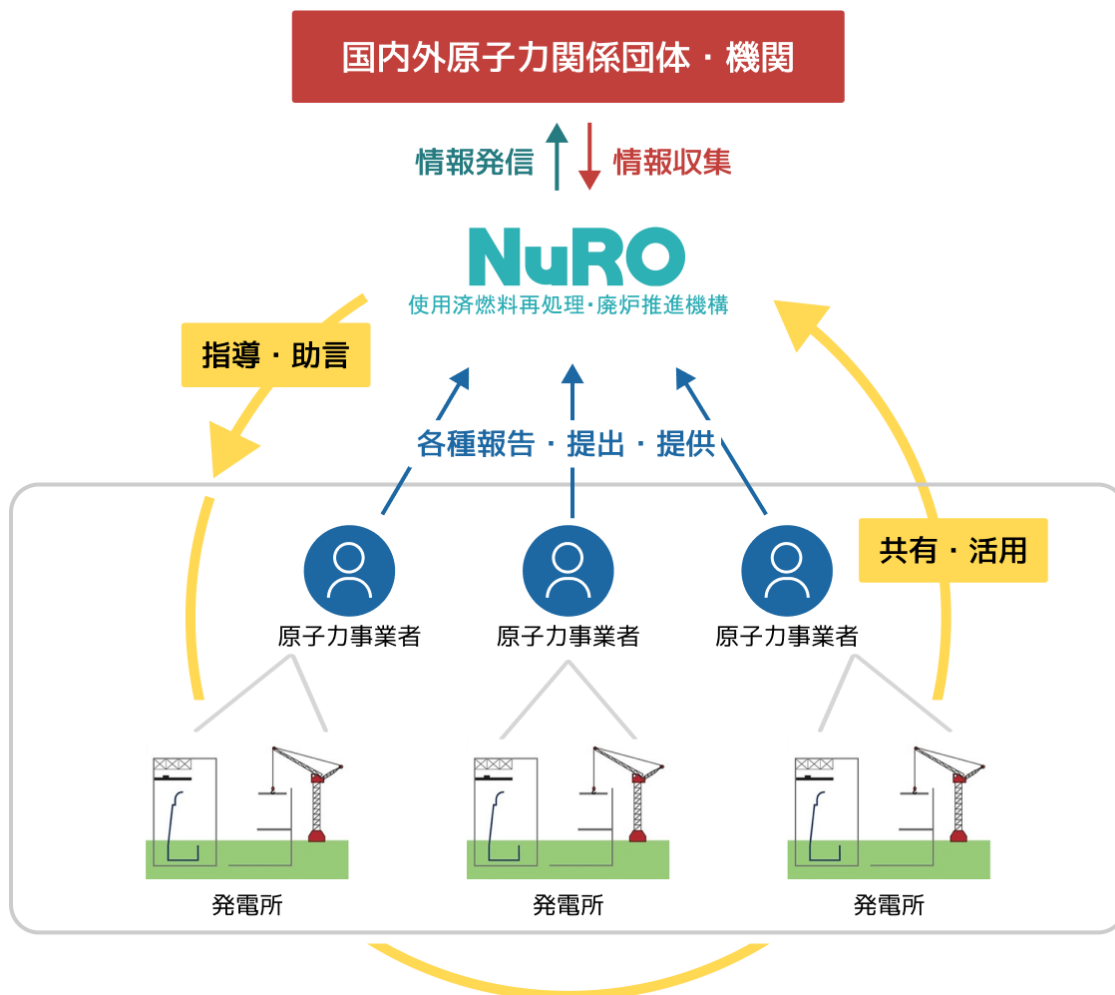 国内外原子力関係団体・機関
情報発信
情報収集
NuRO
使用済燃料再処理・廃炉推進機構
指導・助言
各種報告・提出・提供
共有・活用
原子力事業者
原子力事業者
原子力事業者
発電所
発電所
発電所